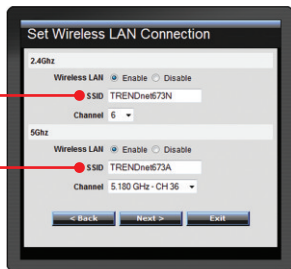 Set Wireless LAN Connection
2.4Ghz
Wireless LAN Enable Disable
SSID TRENDnet673N
Channel 6
5Ghz
Wireless LAN Enable Disable
SSID TRENDnet673A
Channel 5.180 GHz - CH 36
< Back Next > Exit